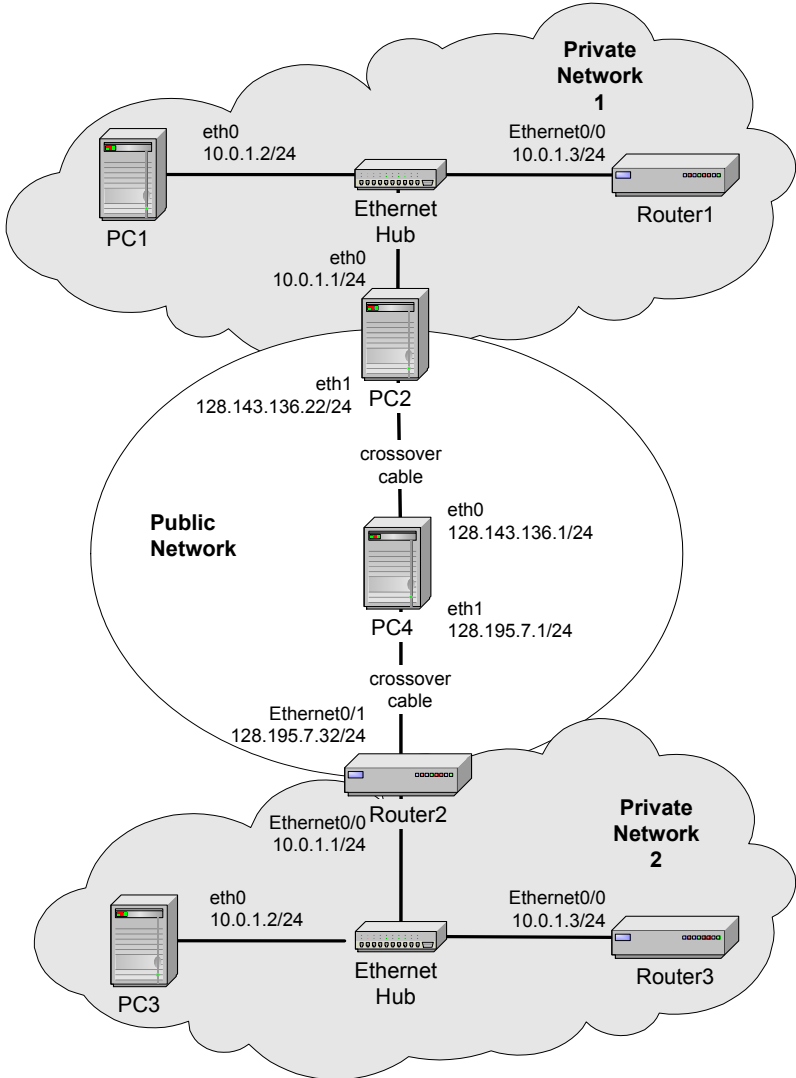 Private
Network
1
eth0
10.0.1.2/24
Ethernet0/0
10.0.1.3/24
PC1
Ethernet
Hub
Router1
eth0
10.0.1.1/24
eth1
128.143.136.22/24
PC2
crossover
cable
Public
Network
eth0
128.143.136.1/24
PC4
eth1
128.195.7.1/24
crossover
cable
Ethernet0/1
128.195.7.32/24
Router2
Ethernet0/0
10.0.1.1/24
Private
Network
2
eth0
10.0.1.2/24
Ethernet0/0
10.0.1.3/24
PC3
Ethernet
Hub
Router3